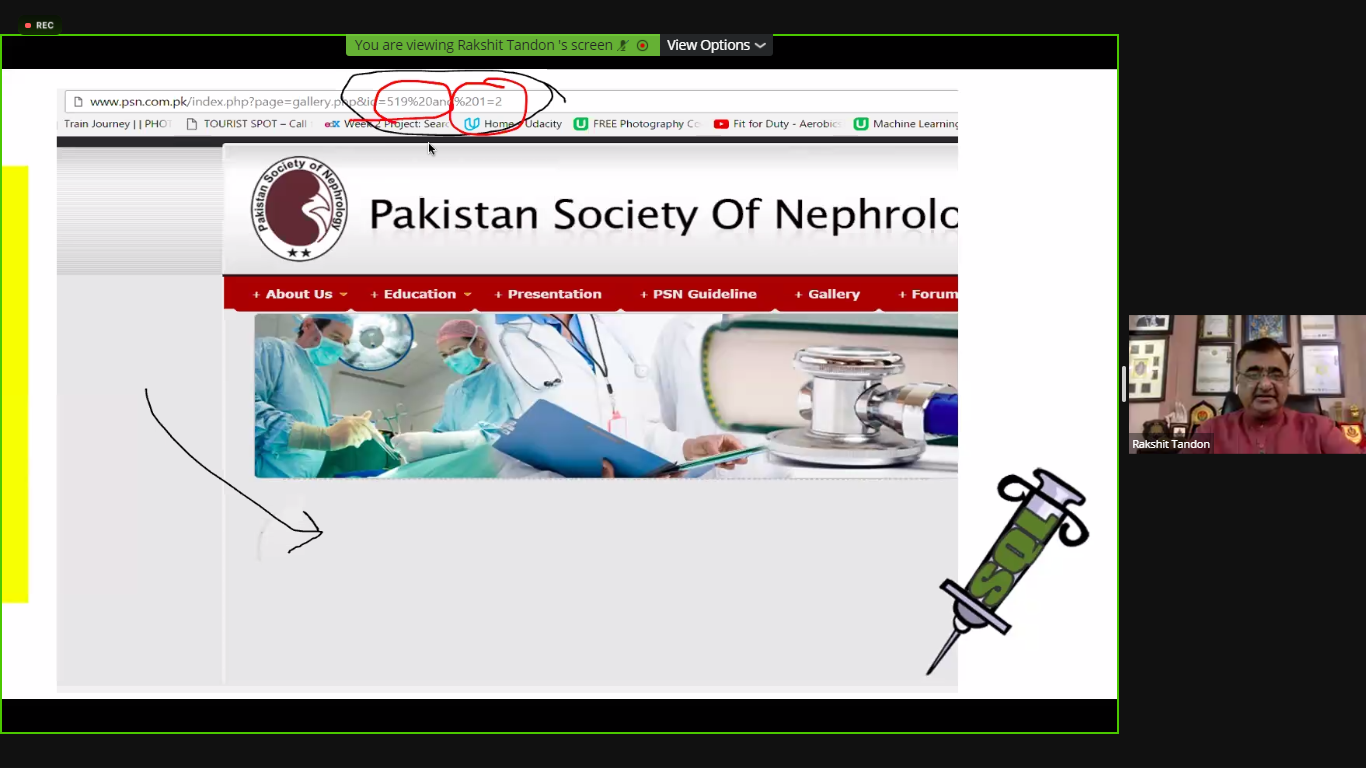 REC
You are viewing Rakshit Tandon 's screen View Options
www.psn.com.pk/index.php?page=gallery.php&id=519%20and%201=2
Train Journey || PHO TOURIST SPOT – Call Week 2 Project: Sear Home Udacity FREE Photography Co Fit for Duty - Aerobic Machine Learning
Pakistan Society of Nephrology
Pakistan Society Of Nephrolo
+ About Us + Education + Presentation + PSN Guideline + Gallery + Forum
Rakshit Tandon
SQL